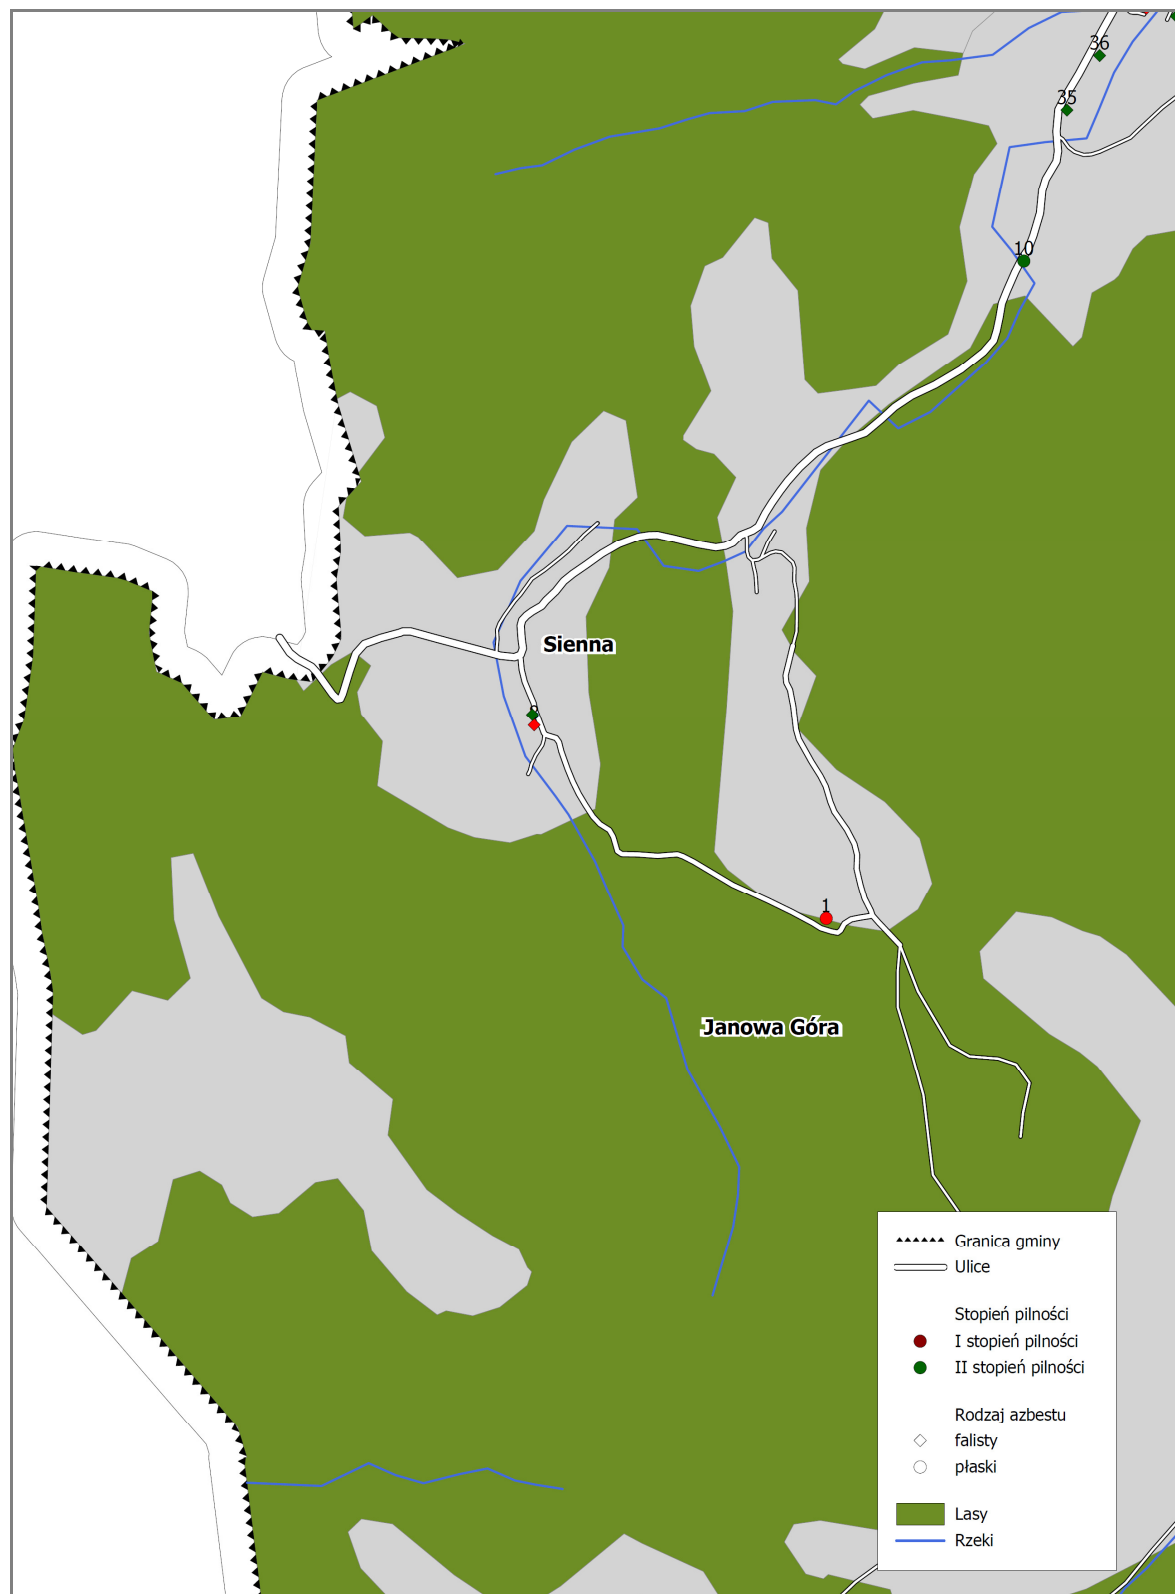 36
35
10
Sienna
1
Janowa Góra
Granica gminy
Ulice
Stopień pilności
I stopień pilności
II stopień pilności
Rodzaj azbestu
falisty
płaski
Lasy
Rzeki